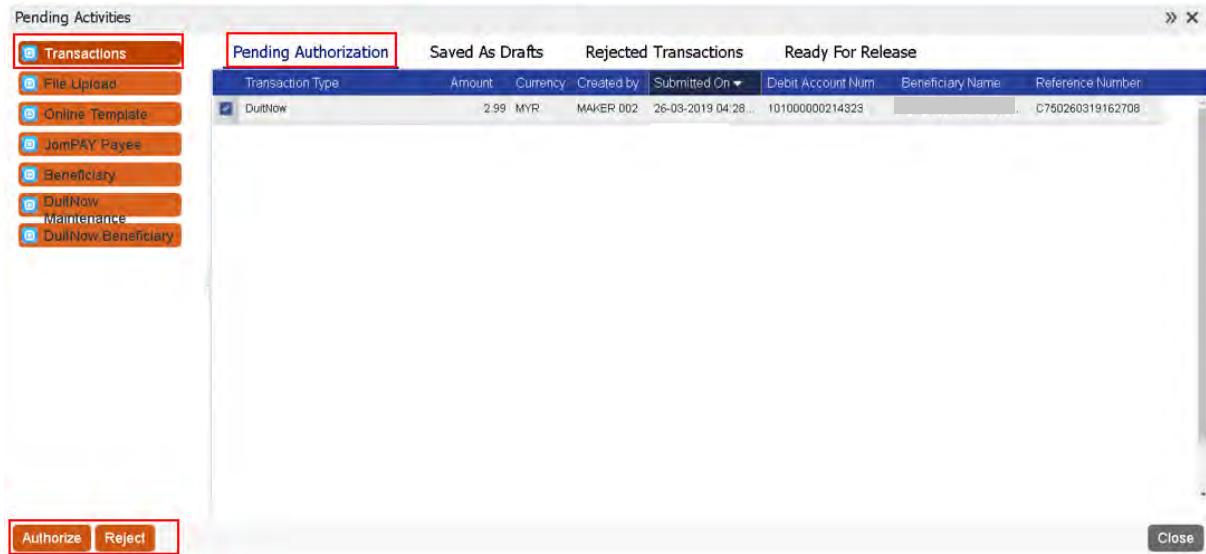 Pending Activities
Transactions
File Upload
Online Template
JomPAY Payee
Beneficiary
DuitNow
Maintenance
DuitNow Beneficiary
Pending Authorization Saved As Drafts Rejected Transactions Ready For Release
Transaction Type Amount Currency Created by Submitted On Debit Account Num Beneficiary Name Reference Number
DuitNow 2.99 MYR MAKER 002 26-03-2019 04:28... 101000000214323 C750260319162708
Authorize Reject Close